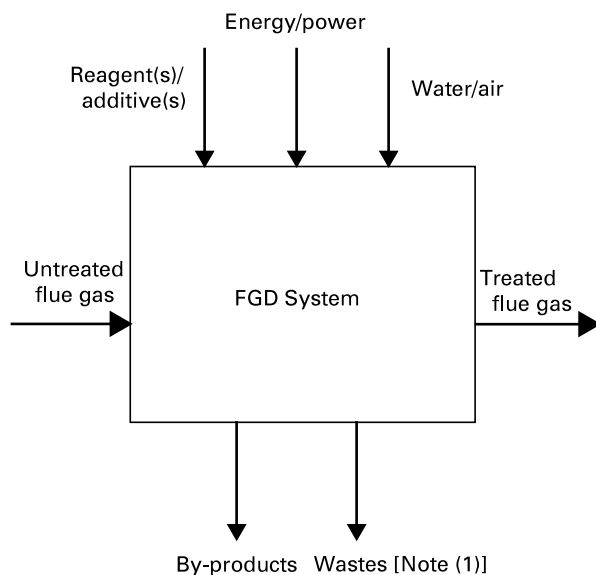 Energy/power
Reagent(s)/
additive(s)
Water/air
Untreated
flue gas
FGD System
Treated
flue gas
By-products
Wastes [Note (1)]